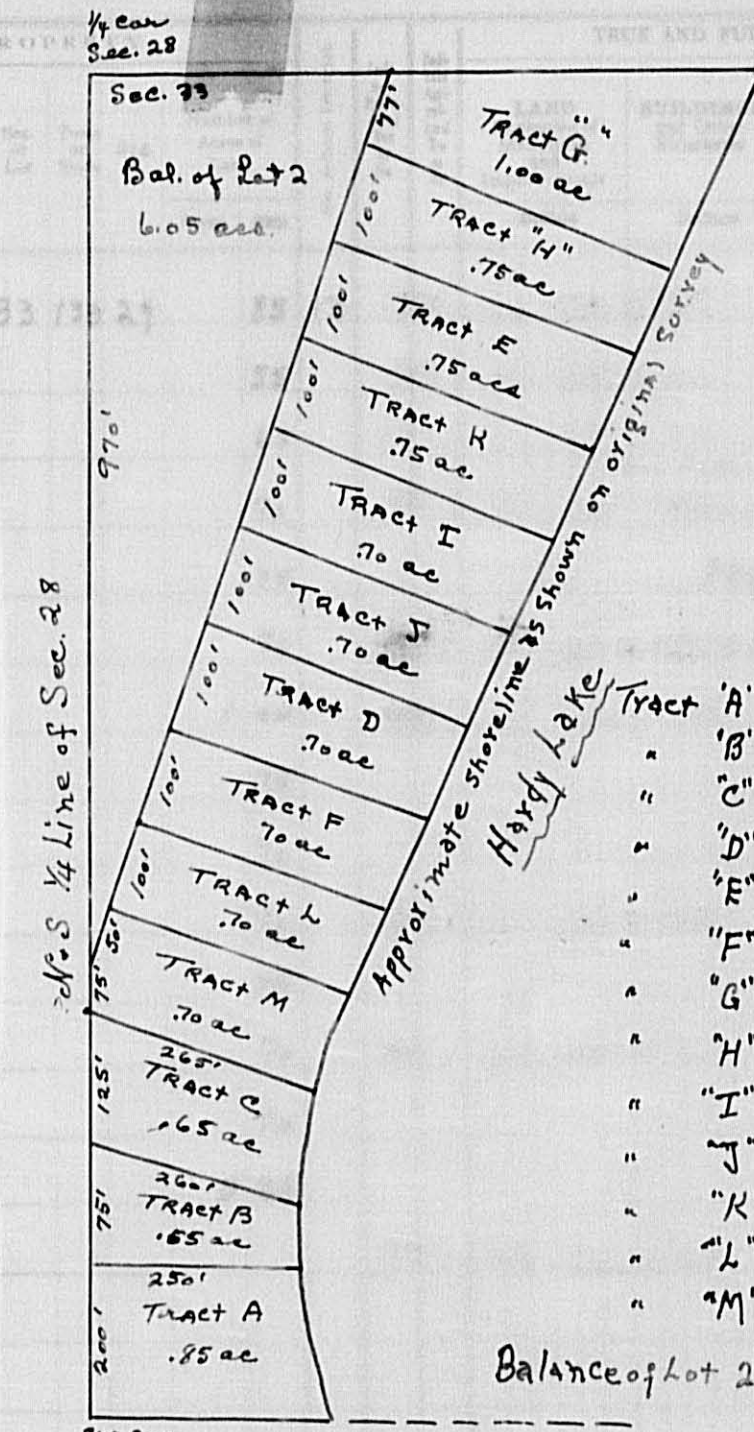 1/4 cor
Sec. 28
Sec. 33
Bal. of Lot 2
6.05 acs.
77'
TRACT "G"
1.00 ac
100'
TRACT "H"
.75 ac
100'
TRACT E
.75 acs
100'
TRACT K
.75 ac
100'
TRACT I
.70 ac
100'
TRACT J
.70 ac
100'
TRACT D
.70 ac
100'
TRACT F
.70 ac
100'
TRACT L
.70 ac
50'
75'
TRACT M
.70 ac
125'
265'
TRACT C
.65 ac
75'
260'
TRACT B
.55 ac
200'
250'
TRACT A
.85 ac
970'
N.S 1/4 Line of Sec. 28
Approximate Shoreline as Shown on original Survey
Hardy Lake
Tract "A"
" "B"
" "C"
" "D"
" "E"
" "F"
" "G"
" "H"
" "I"
" "J"
" "K"
" "L"
" "M"
Balance of Lot 2
TRUE AND
LAND